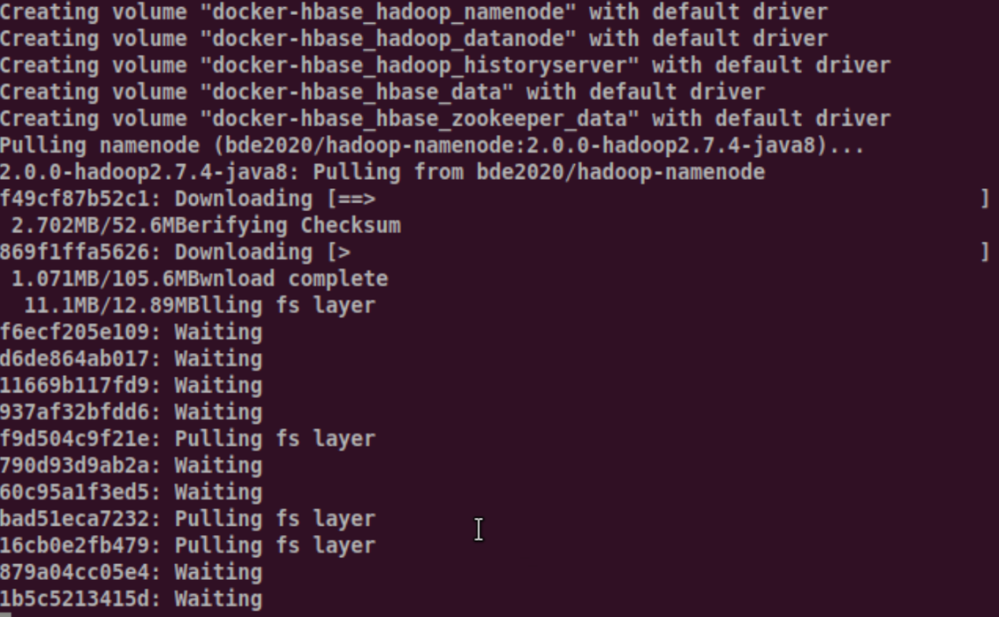 Creating volume "docker-hbase_hadoop_namenode" with default driver
Creating volume "docker-hbase_hadoop_datanode" with default driver
Creating volume "docker-hbase_hadoop_historyserver" with default driver
Creating volume "docker-hbase_hbase_data" with default driver
Creating volume "docker-hbase_hbase_zookeeper_data" with default driver
Pulling namenode (bde2020/hadoop-namenode:2.0.0-hadoop2.7.4-java8)...
2.0.0-hadoop2.7.4-java8: Pulling from bde2020/hadoop-namenode
f49cf87b52c1: Downloading [==>                                                ]
 2.702MB/52.6MBerifying Checksum
869f1ffa5626: Downloading [>                                                  ]
 1.071MB/105.6MBwnload complete
  11.1MB/12.89MBlling fs layer
f6ecf205e109: Waiting
d6de864ab017: Waiting
11669b117fd9: Waiting
937af32bfdd6: Waiting
f9d504c9f21e: Pulling fs layer
790d93d9ab2a: Waiting
60c95a1f3ed5: Waiting
bad51eca7232: Pulling fs layer
16cb0e2fb479: Pulling fs layer
879a04cc05e4: Waiting
1b5c5213415d: Waiting